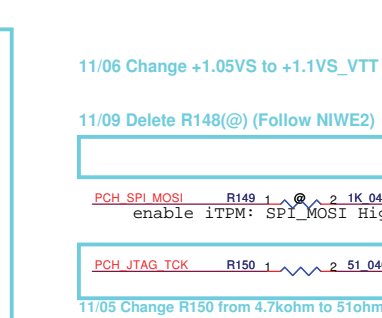 11/06 Change +1.05VS to +1.1VS_VTT
11/09 Delete R148(@) (Follow NIWE2)
PCH_SPI_MOSI R149 1 @ 2 1K_04
enable iTPM: SPI_MOSI Hig
PCH_JTAG_TCK R150 1 2 51_040
11/05 Change R150 from 4.7kohm to 51ohm